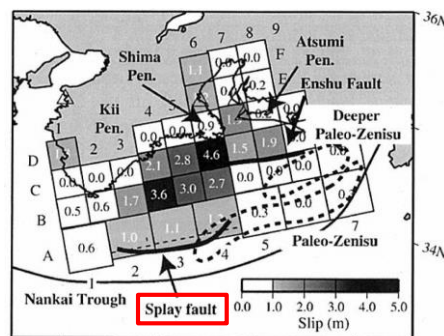 36N
6 7 8 9
Shima
Pen.
Atsumi
Pen.
1.1 0.0 0.0 F
0.2 E
Enshu Fault
Kii
Pen.
4 5
0.0 0.0 0.9
Deeper
Paleo-Zenisu
1 2 3
D 0.0 0.0 2.1 2.8 4.6 1.5 1.9
C 0.5 0.6 1.7 3.6 3.0 2.7
B
A 0.6 1.0 1.1 0.3 0.0
34N
2 3 4 5 7
Paleo-Zenisu
Nankai Trough
1
Splay fault
0.0 1.0 2.0 3.0 4.0 5.0
Slip (m)